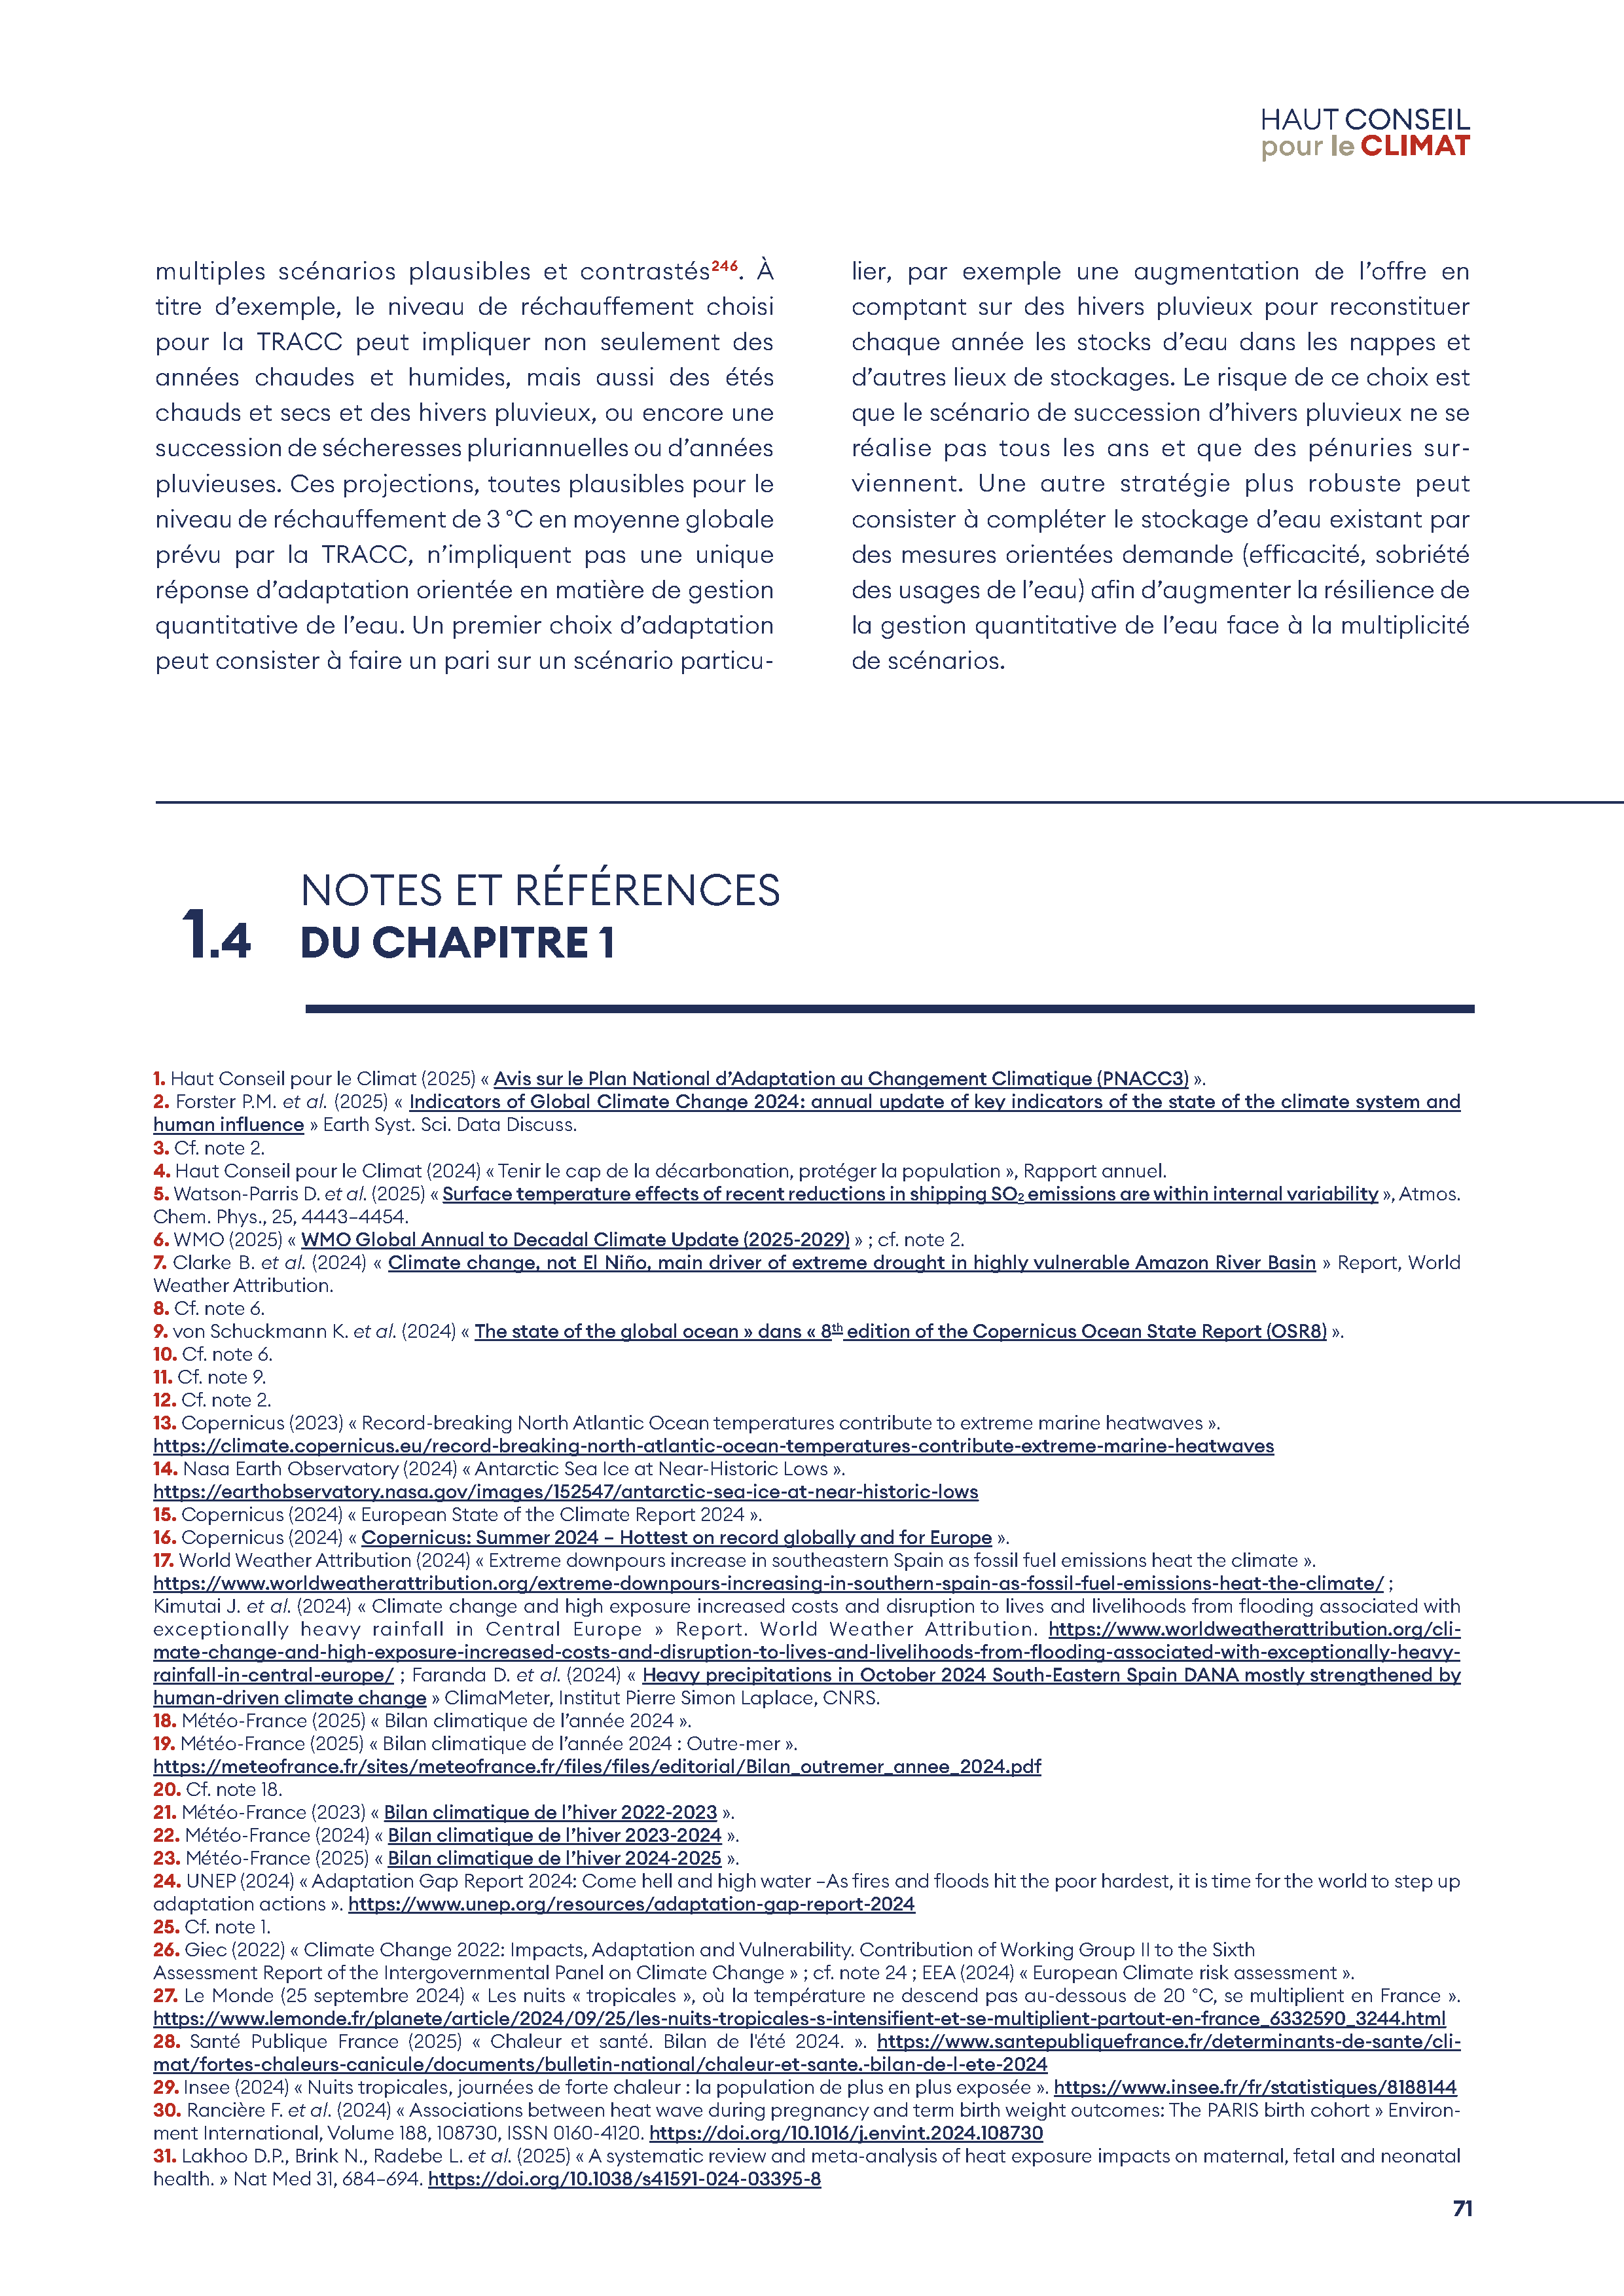 HAUT CONSEIL
pour le CLIMAT
multiples scénarios plausibles et contrastés246. À
titre d'exemple, le niveau de réchauffement choisi
pour la TRACC peut impliquer non seulement des
années chaudes et humides, mais aussi des étés
chauds et secs et des hivers pluvieux, ou encore une
succession de sécheresses pluriannuelles ou d'années
pluvieuses. Ces projections, toutes plausibles pour le
niveau de réchauffement de 3 °C en moyenne globale
prévu par la TRACC, n'impliquent pas une unique
réponse d'adaptation orientée en matière de gestion
quantitative de l'eau. Un premier choix d'adaptation
peut consister à faire un pari sur un scénario particu-
lier, par exemple une augmentation de l'offre en
comptant sur des hivers pluvieux pour reconstituer
chaque année les stocks d'eau dans les nappes et
d'autres lieux de stockages. Le risque de ce choix est
que le scénario de succession d'hivers pluvieux ne se
réalise pas tous les ans et que des pénuries sur-
viennent. Une autre stratégie plus robuste peut
consister à compléter le stockage d'eau existant par
des mesures orientées demande (efficacité, sobriété
des usages de l'eau) afin d'augmenter la résilience de
la gestion quantitative de l'eau face à la multiplicité
de scénarios.
1.4 NOTES ET RÉFÉRENCES
DU CHAPITRE 1
1. Haut Conseil pour le Climat (2025) « Avis sur le Plan National d'Adaptation au Changement Climatique (PNACC3) ».
2. Forster P.M. et al. (2025) « Indicators of Global Climate Change 2024: annual update of key indicators of the state of the climate system and
human influence » Earth Syst. Sci. Data Discuss.
3. Cf. note 2.
4. Haut Conseil pour le Climat (2024) « Tenir le cap de la décarbonation, protéger la population », Rapport annuel.
5. Watson-Parris D. et al. (2025) « Surface temperature effects of recent reductions in shipping SO2 emissions are within internal variability », Atmos.
Chem. Phys., 25, 4443–4454.
6. WMO (2025) « WMO Global Annual to Decadal Climate Update (2025-2029) » ; cf. note 2.
7. Clarke B. et al. (2024) « Climate change, not El Niño, main driver of extreme drought in highly vulnerable Amazon River Basin » Report, World
Weather Attribution.
8. Cf. note 6.
9. von Schuckmann K. et al. (2024) « The state of the global ocean » dans « 8th edition of the Copernicus Ocean State Report (OSR8) ».
10. Cf. note 6.
11. Cf. note 9.
12. Cf. note 2.
13. Copernicus (2023) « Record-breaking North Atlantic Ocean temperatures contribute to extreme marine heatwaves ».
https://climate.copernicus.eu/record-breaking-north-atlantic-ocean-temperatures-contribute-extreme-marine-heatwaves
14. Nasa Earth Observatory (2024) « Antarctic Sea Ice at Near-Historic Lows ».
https://earthobservatory.nasa.gov/images/152547/antarctic-sea-ice-at-near-historic-lows
15. Copernicus (2024) « European State of the Climate Report 2024 ».
16. Copernicus (2024) « Copernicus: Summer 2024 – Hottest on record globally and for Europe ».
17. World Weather Attribution (2024) « Extreme downpours increase in southeastern Spain as fossil fuel emissions heat the climate ».
https://www.worldweatherattribution.org/extreme-downpours-increasing-in-southern-spain-as-fossil-fuel-emissions-heat-the-climate/ ;
Kimutai J. et al. (2024) « Climate change and high exposure increased costs and disruption to lives and livelihoods from flooding associated with
exceptionally heavy rainfall in Central Europe » Report. World Weather Attribution. https://www.worldweatherattribution.org/cli-
mate-change-and-high-exposure-increased-costs-and-disruption-to-lives-and-livelihoods-from-flooding-associated-with-exceptionally-heavy-
rainfall-in-central-europe/ ; Faranda D. et al. (2024) « Heavy precipitations in October 2024 South-Eastern Spain DANA mostly strengthened by
human-driven climate change » ClimaMeter, Institut Pierre Simon Laplace, CNRS.
18. Météo-France (2025) « Bilan climatique de l'année 2024 ».
19. Météo-France (2025) « Bilan climatique de l'année 2024 : Outre-mer ».
https://meteofrance.fr/sites/meteofrance.fr/files/files/editorial/Bilan_outremer_annee_2024.pdf
20. Cf. note 18.
21. Météo-France (2023) « Bilan climatique de l'hiver 2022-2023 ».
22. Météo-France (2024) « Bilan climatique de l'hiver 2023-2024 ».
23. Météo-France (2025) « Bilan climatique de l'hiver 2024-2025 ».
24. UNEP (2024) « Adaptation Gap Report 2024: Come hell and high water –As fires and floods hit the poor hardest, it is time for the world to step up
adaptation actions ». https://www.unep.org/resources/adaptation-gap-report-2024
25. Cf. note 1.
26. Giec (2022) « Climate Change 2022: Impacts, Adaptation and Vulnerability. Contribution of Working Group II to the Sixth
Assessment Report of the Intergovernmental Panel on Climate Change » ; cf. note 24 ; EEA (2024) « European Climate risk assessment ».
27. Le Monde (25 septembre 2024) « Les nuits « tropicales », où la température ne descend pas au-dessous de 20 °C, se multiplient en France ».
https://www.lemonde.fr/planete/article/2024/09/25/les-nuits-tropicales-s-intensifient-et-se-multiplient-partout-en-france_6332590_3244.html
28. Santé Publique France (2025) « Chaleur et santé. Bilan de l'été 2024. ». https://www.santepubliquefrance.fr/determinants-de-sante/cli-
mat/fortes-chaleurs-canicule/documents/bulletin-national/chaleur-et-sante.-bilan-de-l-ete-2024
29. Insee (2024) « Nuits tropicales, journées de forte chaleur : la population de plus en plus exposée ». https://www.insee.fr/fr/statistiques/8188144
30. Rancière F. et al. (2024) « Associations between heat wave during pregnancy and term birth weight outcomes: The PARIS birth cohort » Environ-
ment International, Volume 188, 108730, ISSN 0160-4120. https://doi.org/10.1016/j.envint.2024.108730
31. Lakhoo D.P., Brink N., Radebe L. et al. (2025) « A systematic review and meta-analysis of heat exposure impacts on maternal, fetal and neonatal
health. » Nat Med 31, 684–694. https://doi.org/10.1038/s41591-024-03395-8
71